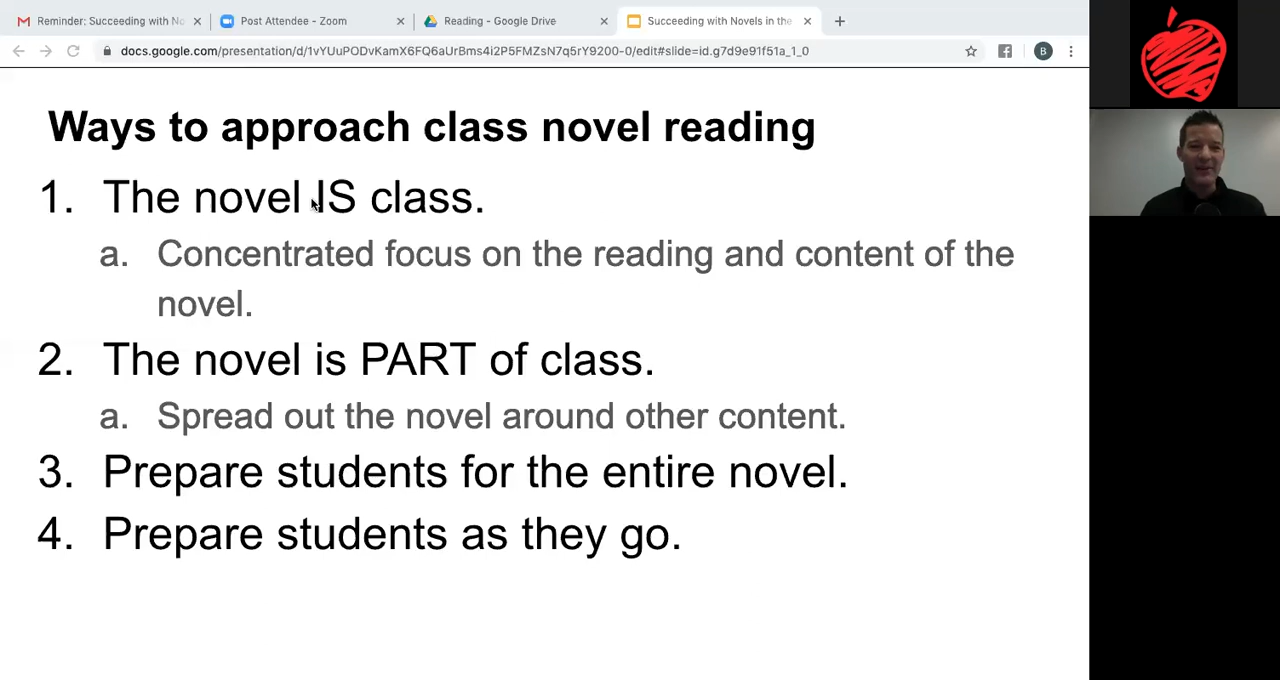 Reminder: Succeeding with No
Post Attendee - Zoom
Reading - Google Drive
Succeeding with Novels in the
docs.google.com/presentation/d/1vYUuPODvKamX6FQ6aUrBms4i2P5FMZsN7q5rY9200-0/edit#slide=id.g7d9e91f51a_1_0
B
Ways to approach class novel reading
1. The novel IS class.
a. Concentrated focus on the reading and content of the
novel.
2. The novel is PART of class.
a. Spread out the novel around other content.
3. Prepare students for the entire novel.
4. Prepare students as they go.